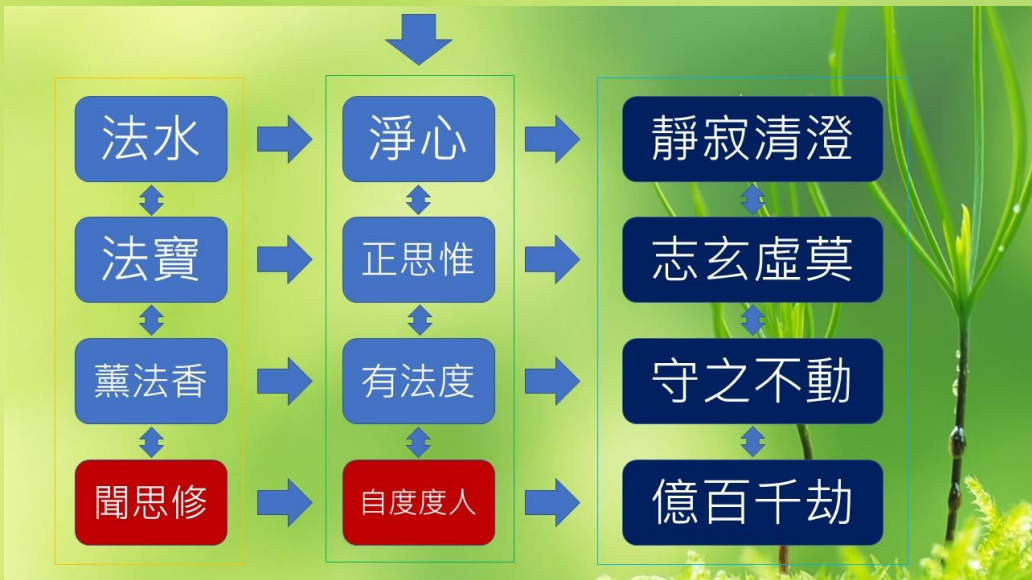 法水
淨心
靜寂清澄
法寶
正思惟
志玄虛莫
薰法香
有法度
守之不動
聞思修
自度度人
億百千劫